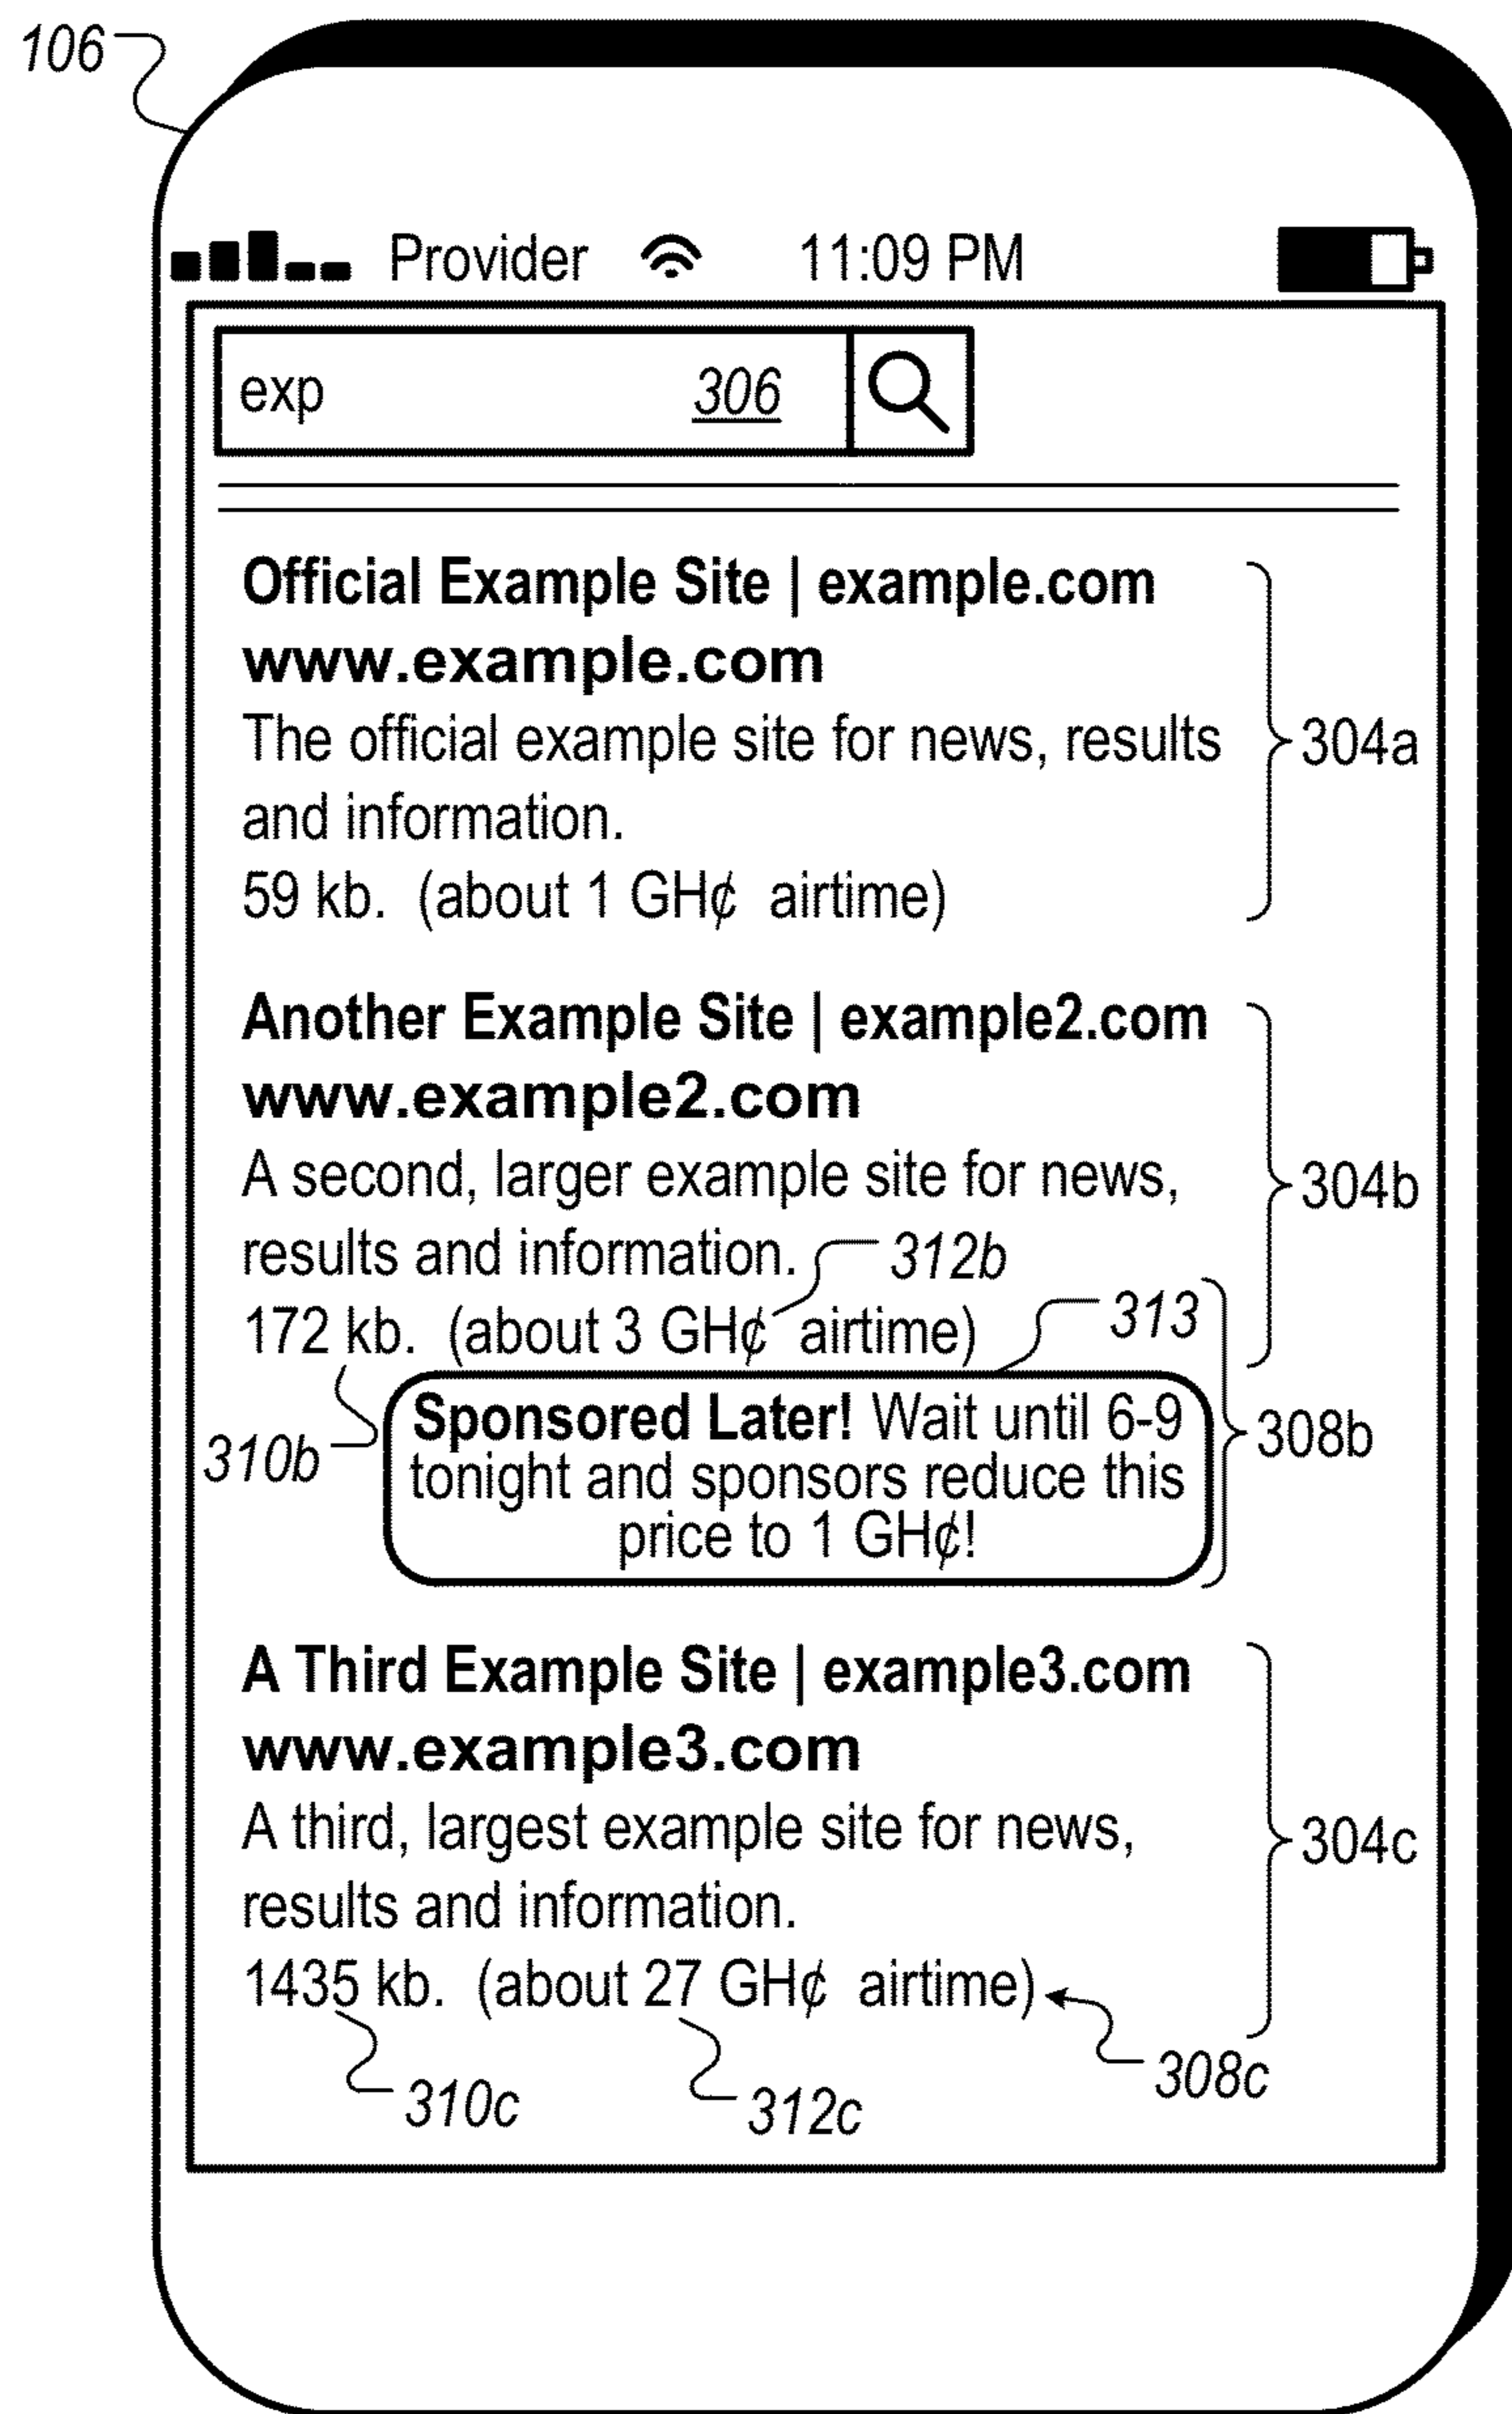 106
Provider 11:09 PM
exp 306
Official Example Site | example.com
www.example.com
The official example site for news, results
304a
and information.
59 kb. (about 1 GH¢ airtime)
Another Example Site | example2.com
www.example2.com
A second, larger example site for news,
304b
results and information.
312b
172 kb. (about 3 GH¢ airtime)
313
Sponsored Later! Wait until 6-9
308b
310b
tonight and sponsors reduce this
price to 1 GH¢!
A Third Example Site | example3.com
www.example3.com
A third, largest example site for news,
304c
results and information.
1435 kb. (about 27 GH¢ airtime)
308c
310c
312c